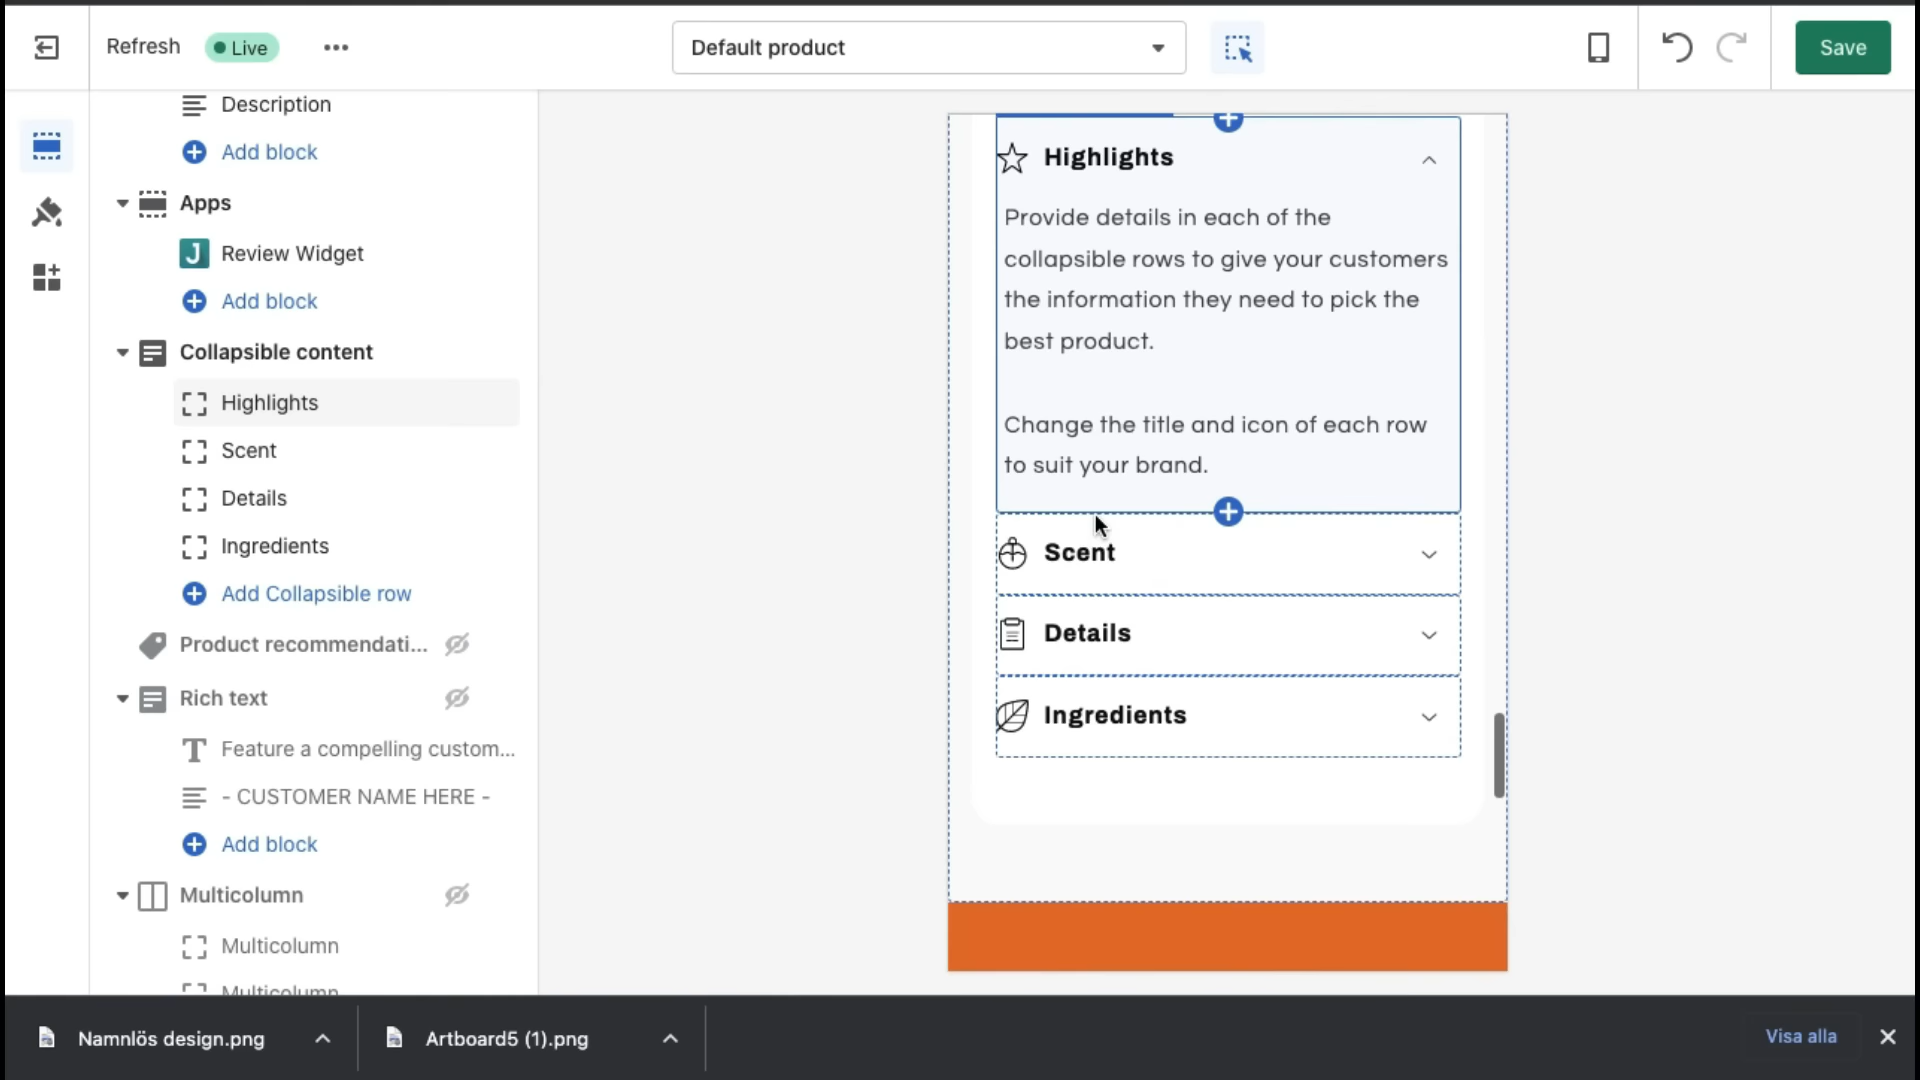 Refresh
Live
Default product
Save
Description
Add block
Apps
J
Review Widget
Add block
Collapsible content
Highlights
Scent
Details
Ingredients
Add Collapsible row
Product recommendati...
Rich text
Feature a compelling custom...
- CUSTOMER NAME HERE -
Add block
Multicolumn
Multicolumn
Multicolumn
Highlights
Provide details in each of the
collapsible rows to give your customers
the information they need to pick the
best product.
Change the title and icon of each row
to suit your brand.
Scent
Details
Ingredients
Namnlös design.png
Artboard5 (1).png
Visa alla